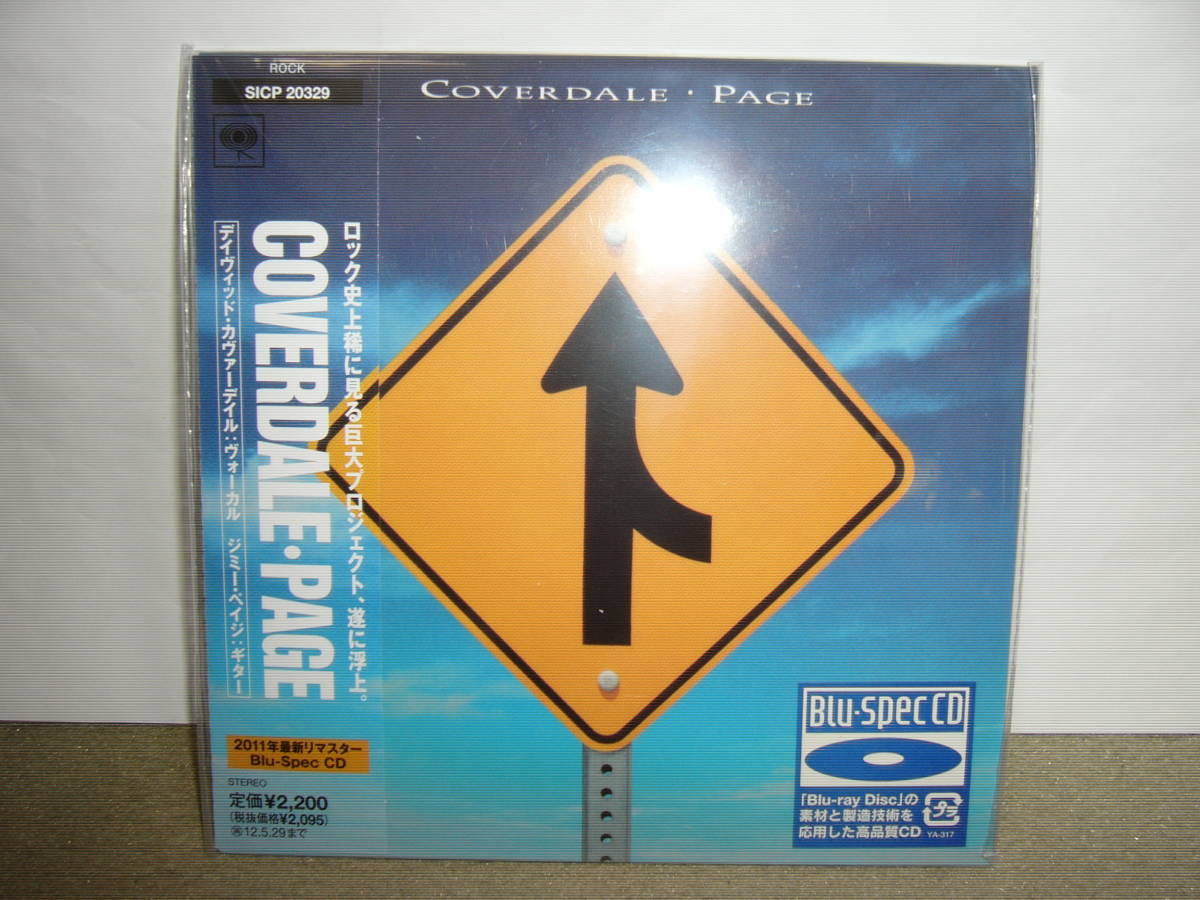 ROCK
SICP 20329
COVERDALE・PAGE
ロック史上稀に見る巨大プロジェクト、遂に浮上。
COVERDALE・PAGE
デイヴィッド・カヴァーデイル：ヴォーカル　ジミー・ペイジ：ギター
2011年最新リマスター
Blu-Spec CD
STEREO
定価¥2,200
(税抜価格¥2,095)
㊕12.5.29まで
Blu-spec CD
「Blu-ray Disc」の
素材と製造技術を
応用した高品質CD
プラ
YA-317